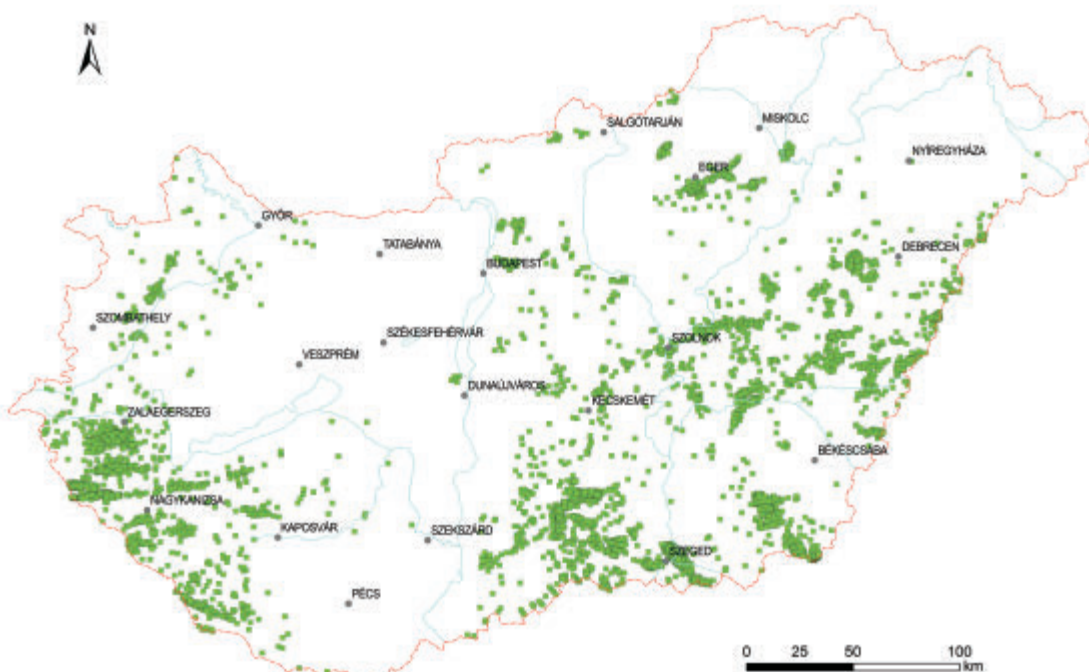 N
SALGÓTARJÁN
MISKOLC
NYÍREGYHÁZA
EGER
GYŐR
TATABÁNYA
BUDAPEST
DEBRECEN
SZOMBATHELY
SZÉKESFEHÉRVÁR
SZOLNOK
VESZPRÉM
DUNAÚJVÁROS
KECSKEMÉT
ZALAEGERSZEG
BÉKÉSCSABA
NAGYKANIZSA
KAPOSVÁR
SZEKSZÁRD
SZEGED
PÉCS
0 25 50 100
km